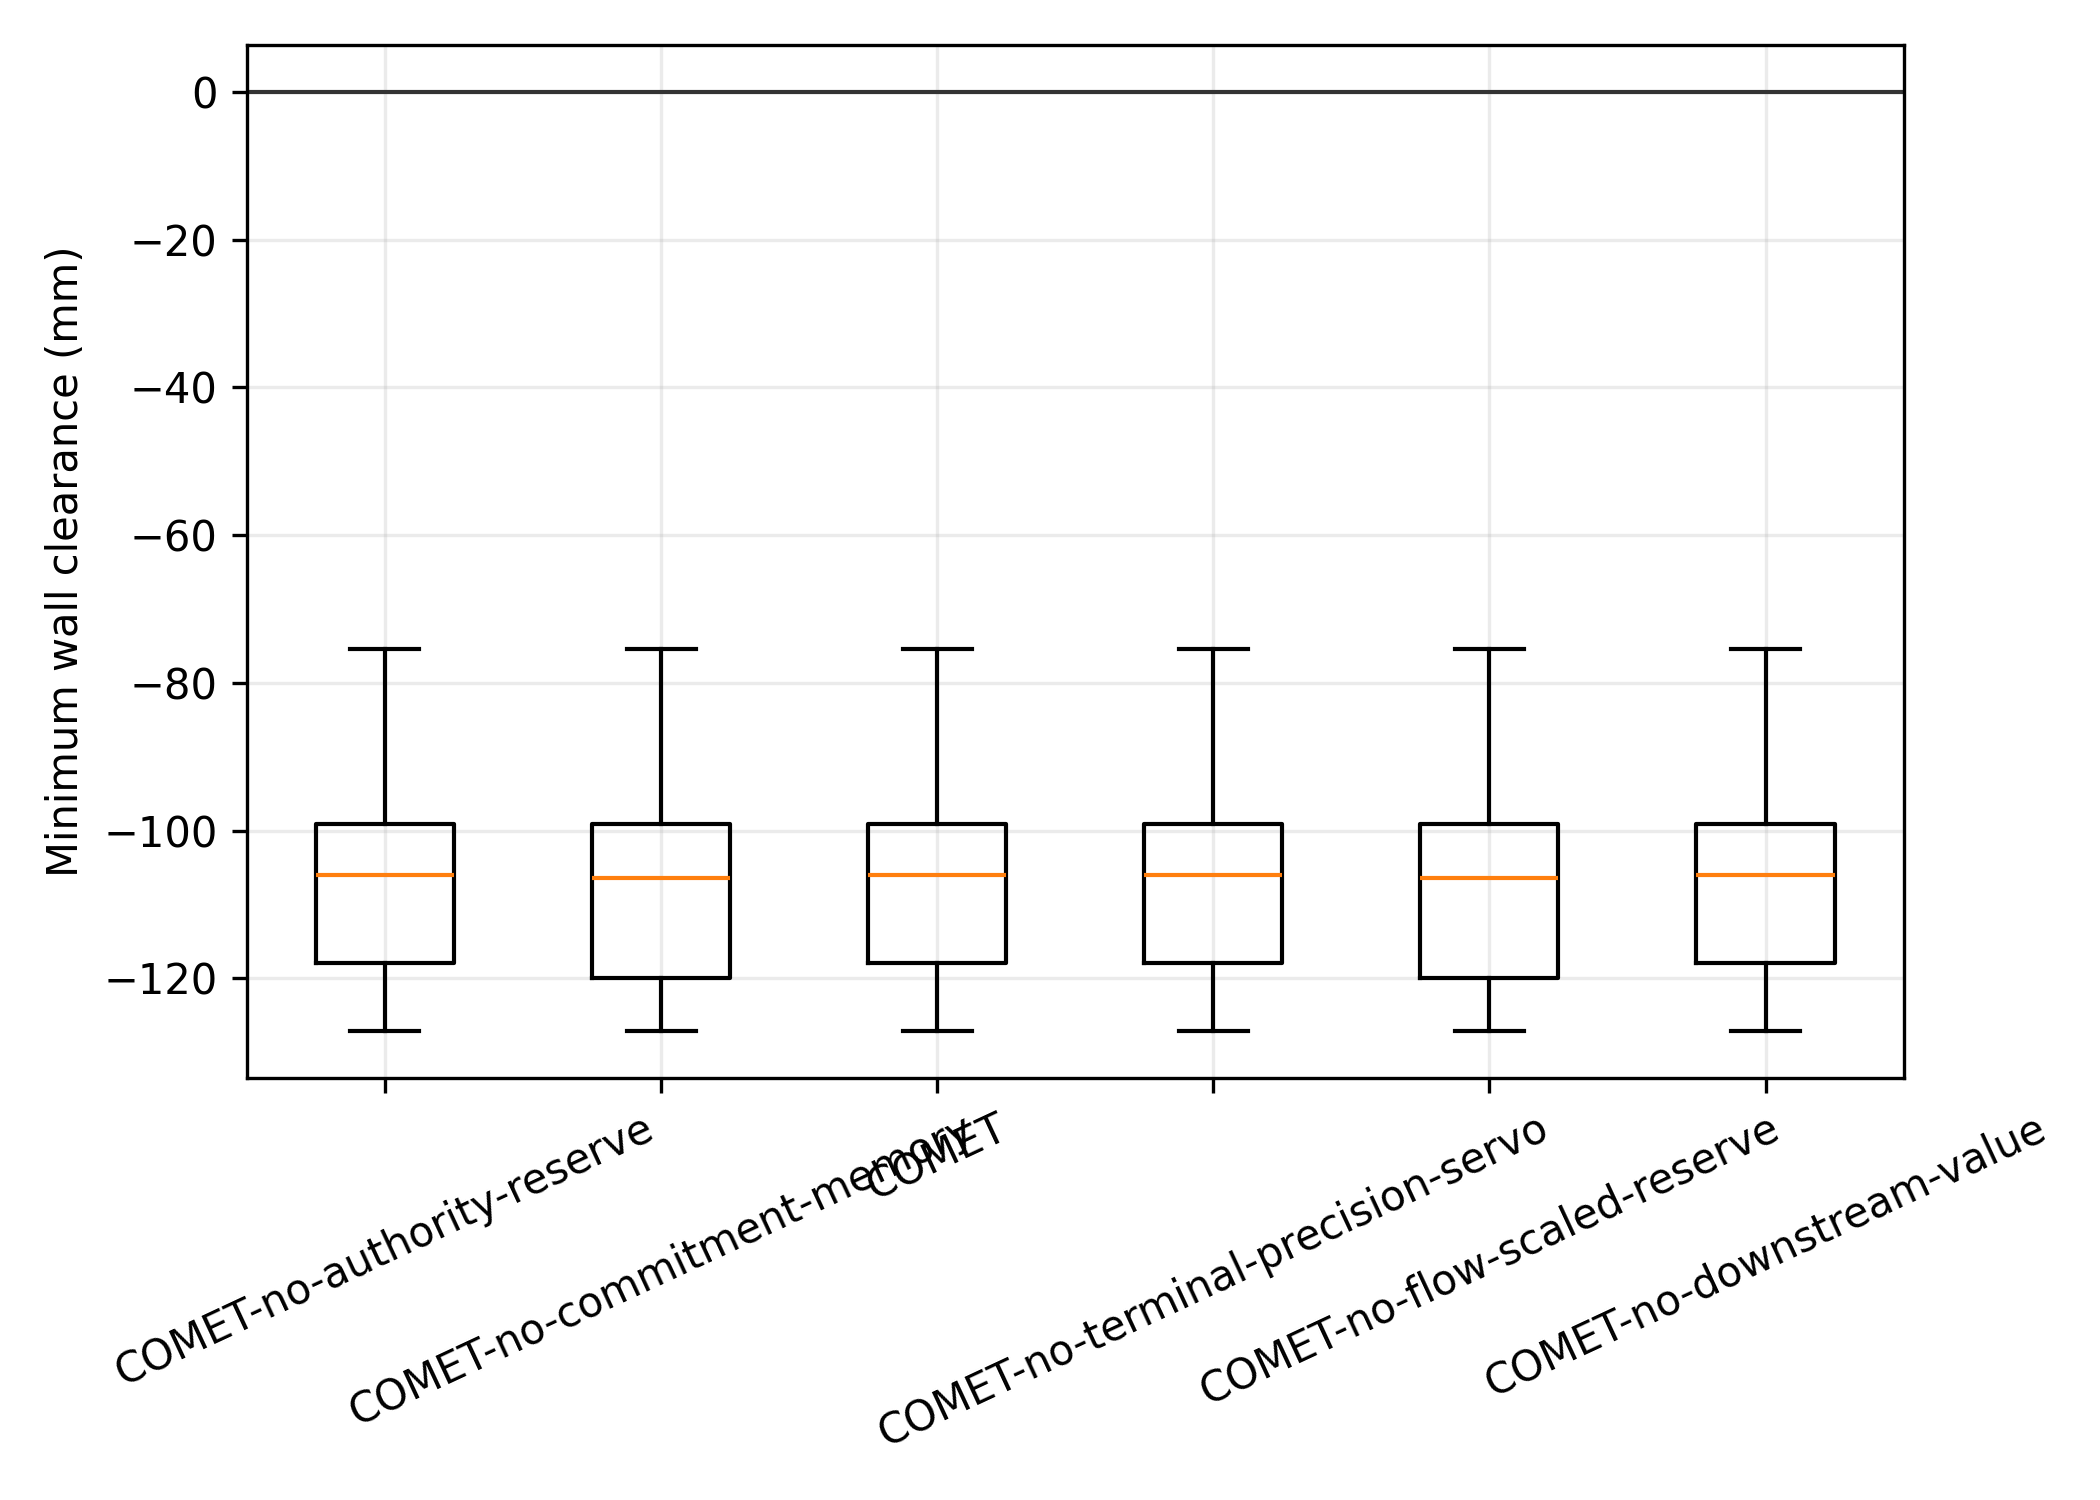 Minimum wall clearance (mm)
0
−20
−40
−60
−80
−100
−120
COMET-no-authority-reserve
COMET-no-commitment-memory
COMET
COMET-no-terminal-precision-servo
COMET-no-flow-scaled-reserve
COMET-no-downstream-value